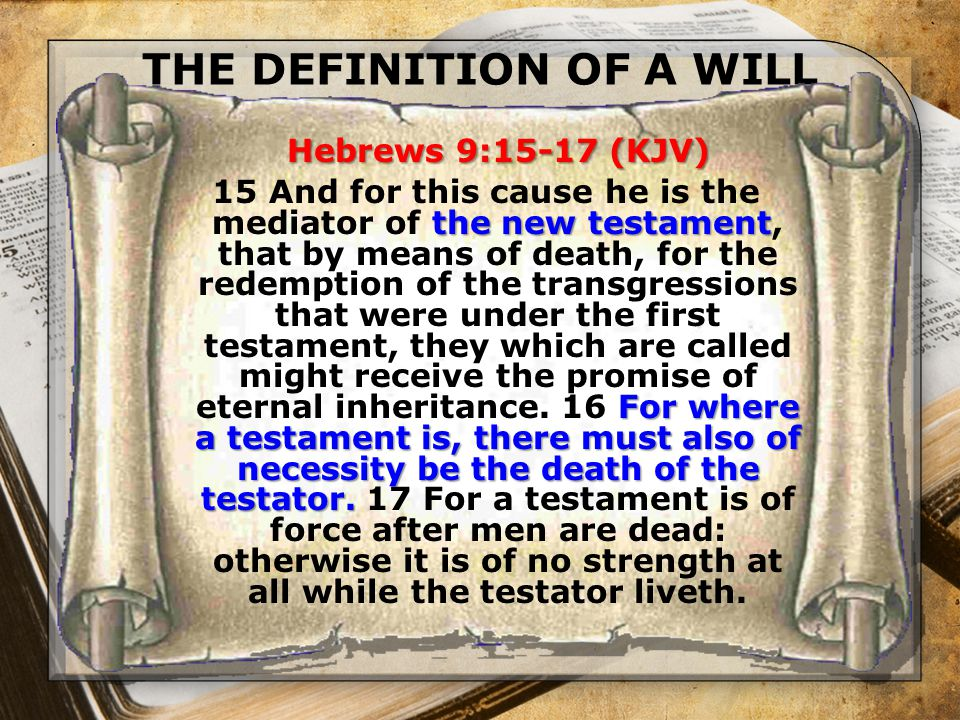 THE DEFINITION OF A WILL
Hebrews 9:15-17 (KJV)
15 And for this cause he is the
mediator of the new testament,
that by means of death, for the
redemption of the transgressions
that were under the first
testament, they which are called
might receive the promise of
eternal inheritance. 16 For where
a testament is, there must also of
necessity be the death of the
testator. 17 For a testament is of
force after men are dead:
otherwise it is of no strength at
all while the testator liveth.